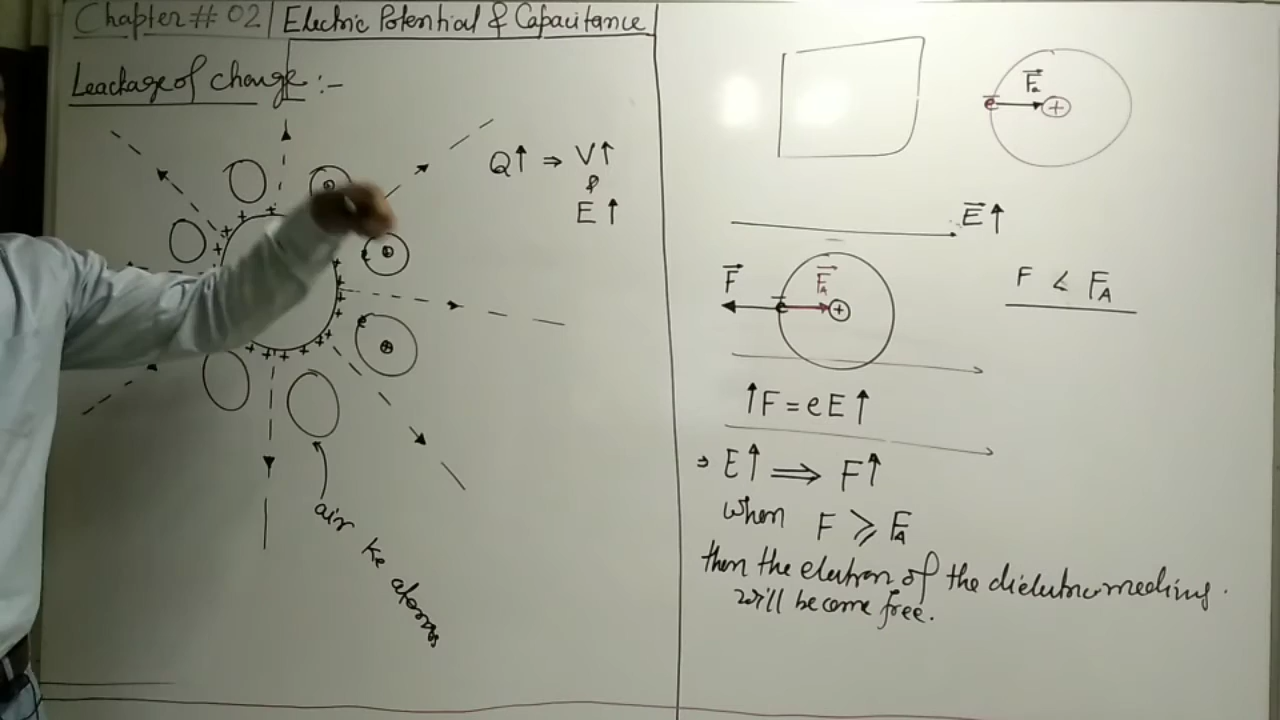 Chapter # 02 | Electric Potential & Capacitance
Leackage of charge :-
Q↑ ⇒ V↑
&
E↑
e
e
air ke atoms
e F⃗a +
E⃗↑
F⃗ e F⃗A +
F < FA
↑F = eE↑
⇒ E↑ ⟹ F↑
when F ⩾ FA
then the electron of the dielectric medium
will become free.